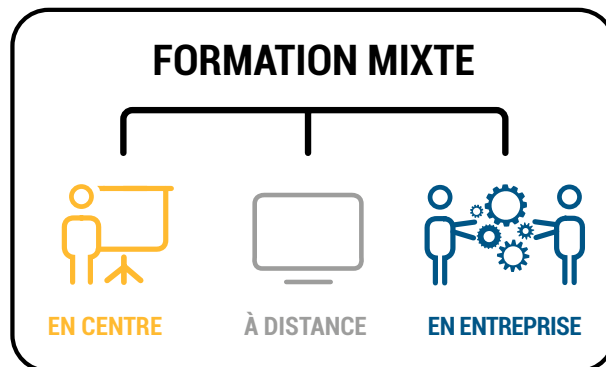 FORMATION MIXTE
EN CENTRE
À DISTANCE
EN ENTREPRISE